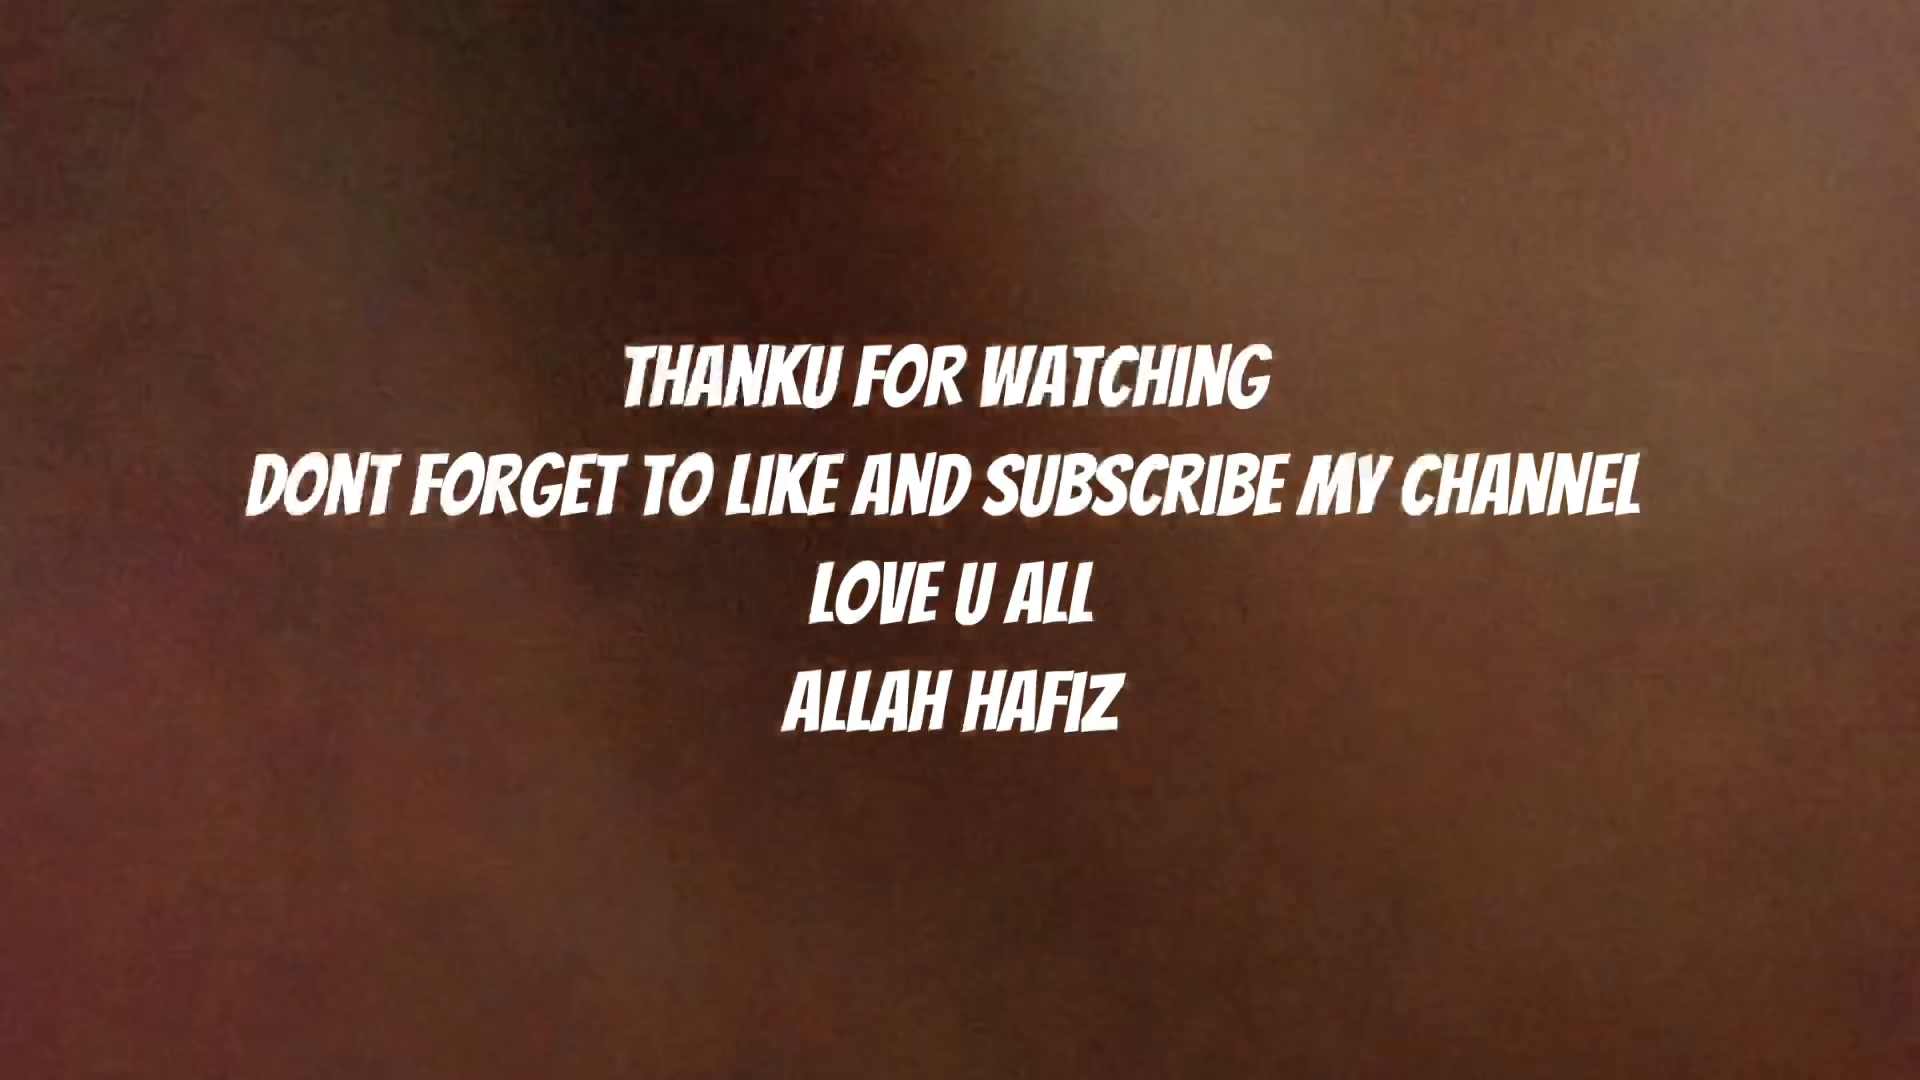 THANKU FOR WATCHING
DONT FORGET TO LIKE AND SUBSCRIBE MY CHANNEL
LOVE U ALL
ALLAH HAFIZ